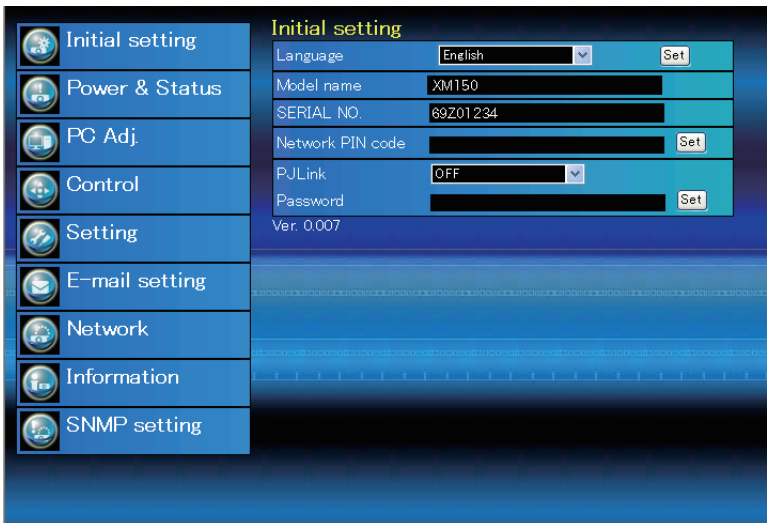 Initial setting
Power & Status
PC Adj.
Control
Setting
E-mail setting
Network
Information
SNMP setting
Initial setting
Language English Set
Model name XM150
SERIAL NO. 69Z01234
Network PIN code Set
PJLink OFF
Password Set
Ver. 0.007